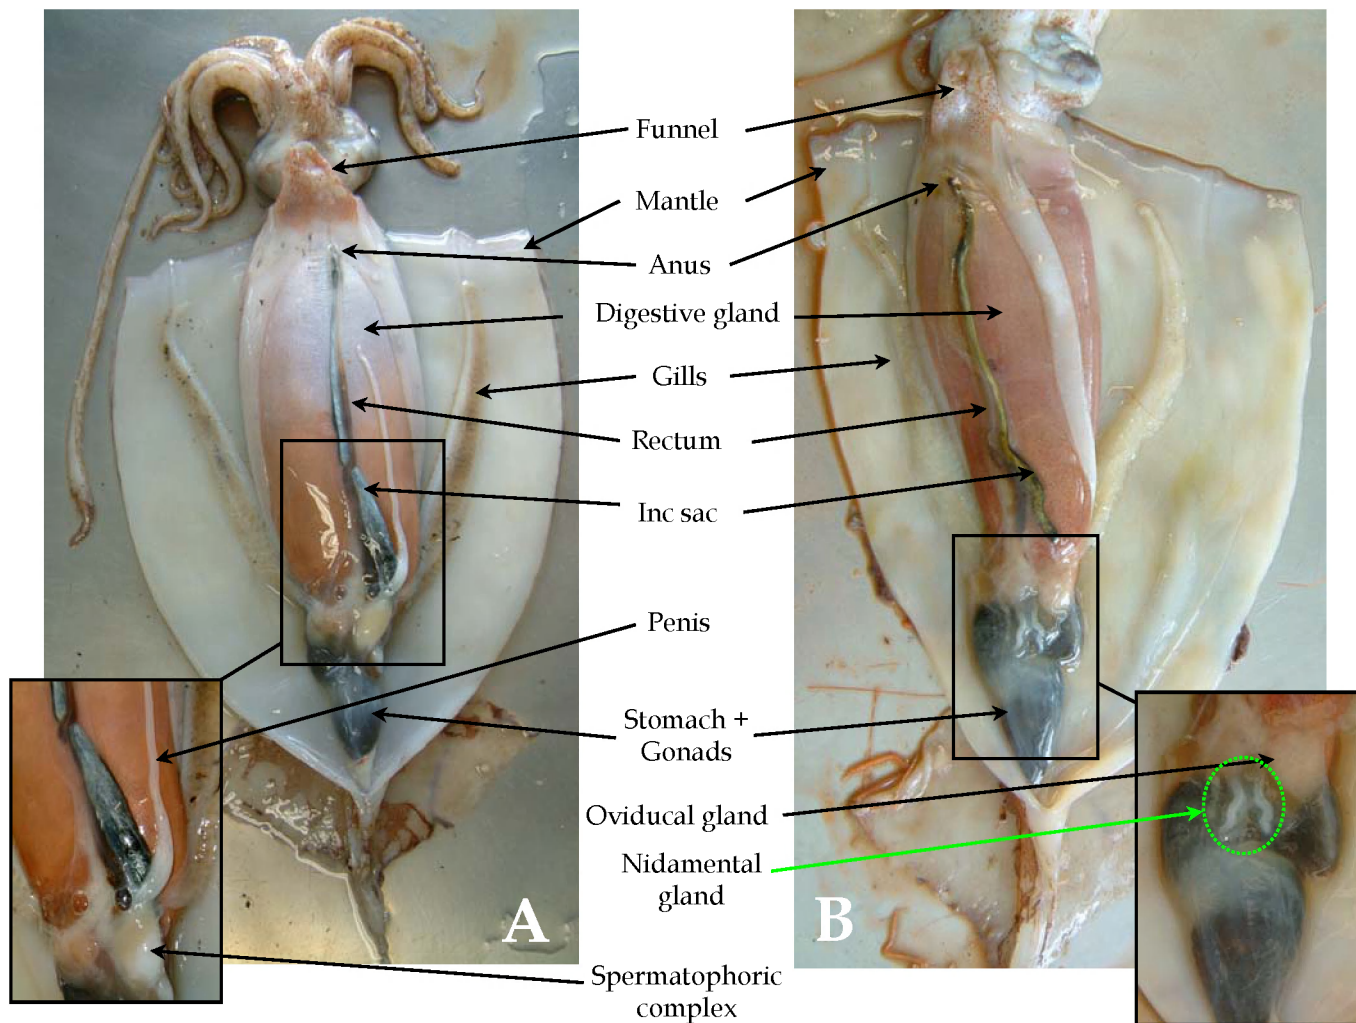 Funnel
Mantle
Anus
Digestive gland
Gills
Rectum
Inc sac
Penis
Stomach +
Gonads
Oviducal gland
Nidamental
gland
Spermatophoric
complex
A
B